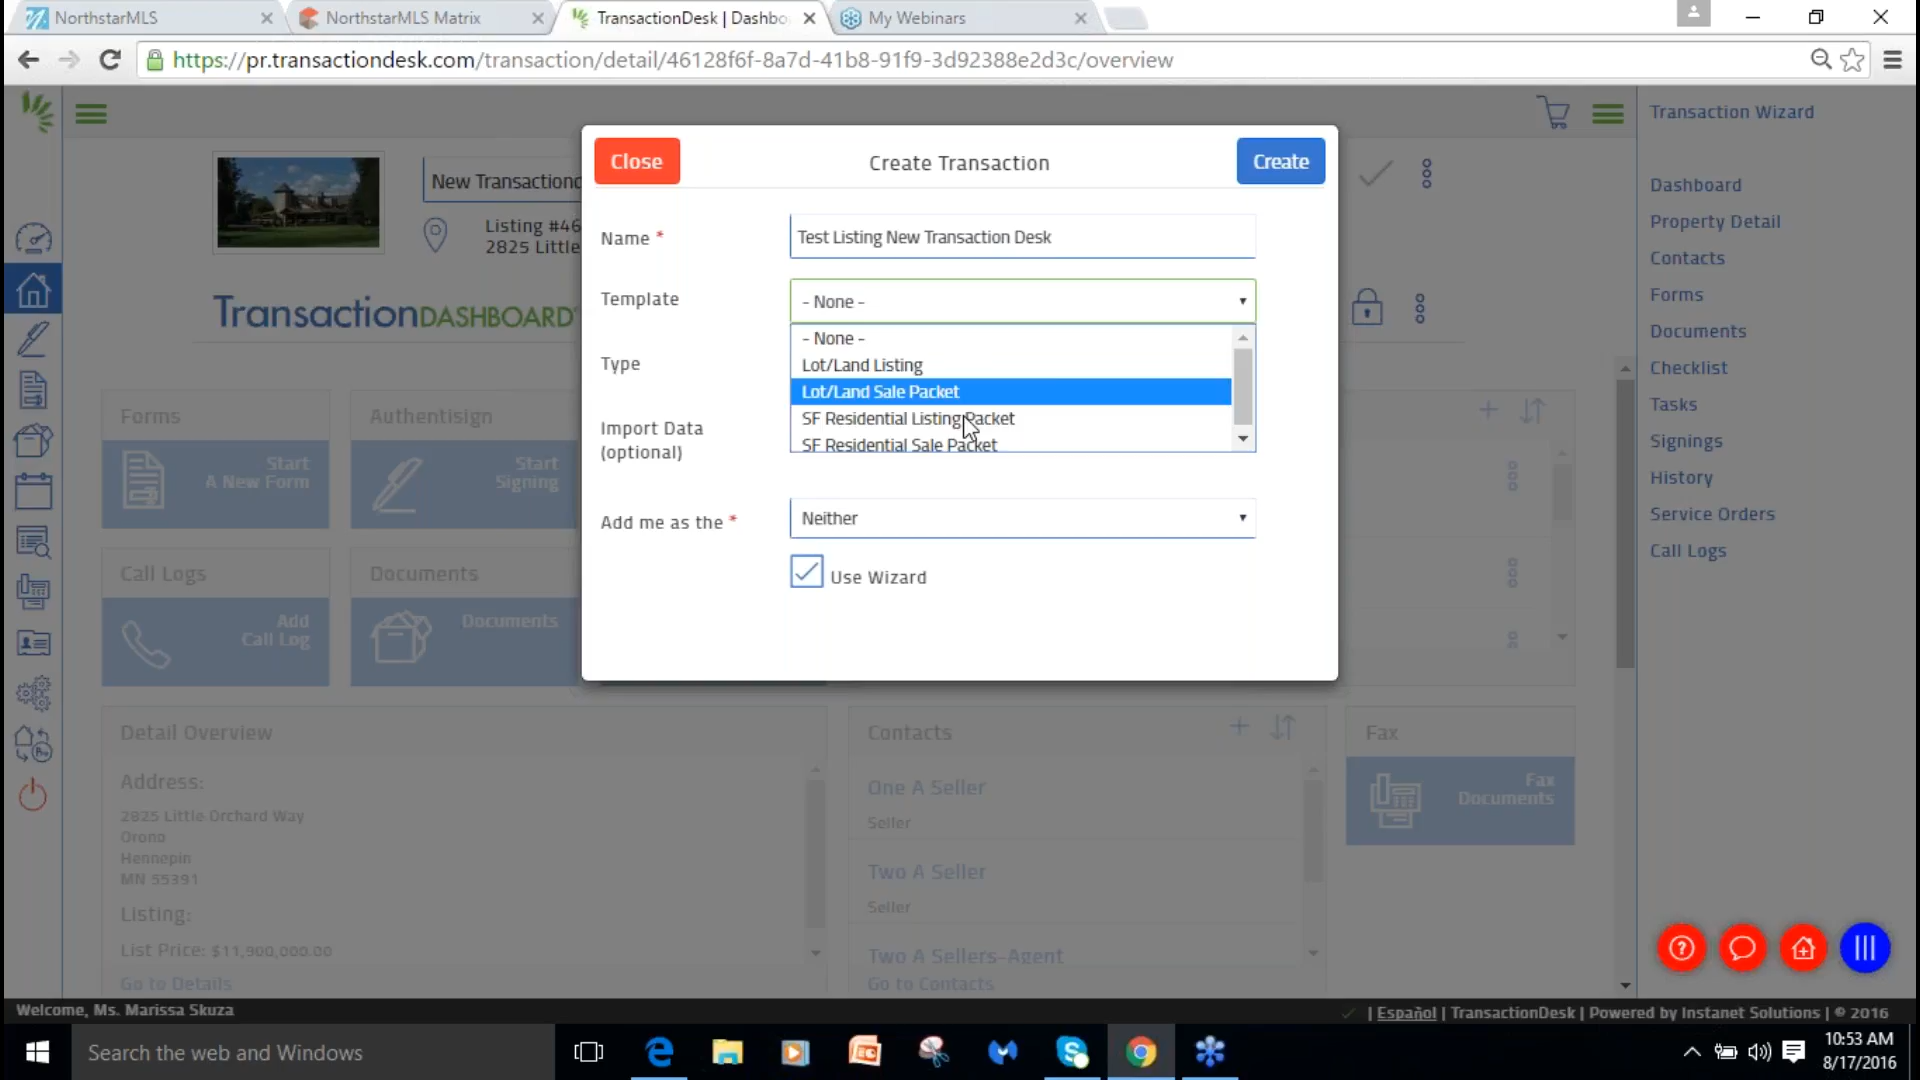 NorthstarMLS
NorthstarMLS Matrix
TransactionDesk | Dashbo
My Webinars
https://pr.transactiondesk.com/transaction/detail/46128f6f-8a7d-41b8-91f9-3d92388e2d3c/overview
New Transactiond
Listing #46
2825 Little
TransactionDASHBOARD
Close
Create Transaction
Create
Name *
Test Listing New Transaction Desk
Template
- None -
- None -
Lot/Land Listing
Lot/Land Sale Packet
SF Residential Listing Packet
SF Residential Sale Packet
Type
Import Data
(optional)
Add me as the *
Neither
Use Wizard
Transaction Wizard
Dashboard
Property Detail
Contacts
Forms
Documents
Checklist
Tasks
Signings
History
Service Orders
Call Logs
Forms
Start
A New Form
Authentisign
Start
Signing
Call Logs
Add
Call Log
Documents
Documents
Detail Overview
Address:
2825 Little Orchard Way
Orono
Hennepin
MN 55391
Listing:
List Price: $11,900,000.00
Go to Details
Contacts
One A Seller
Seller
Two A Seller
Seller
Two A Sellers-Agent
Go to Contacts
Fax
Fax
Documents
Welcome, Ms. Marissa Skuza
| Español | TransactionDesk | Powered by Instanet Solutions | © 2016
Search the web and Windows
10:53 AM
8/17/2016